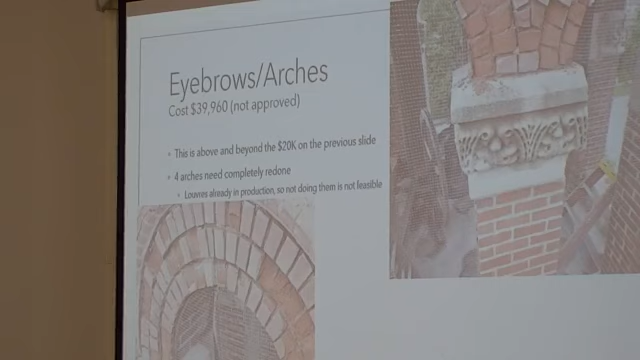 Eyebrows/Arches
Cost $39,960 (not approved)
• This is above and beyond the $20K on the previous slide
• 4 arches need completely redone
• Louvres already in production, so not doing them is not feasible